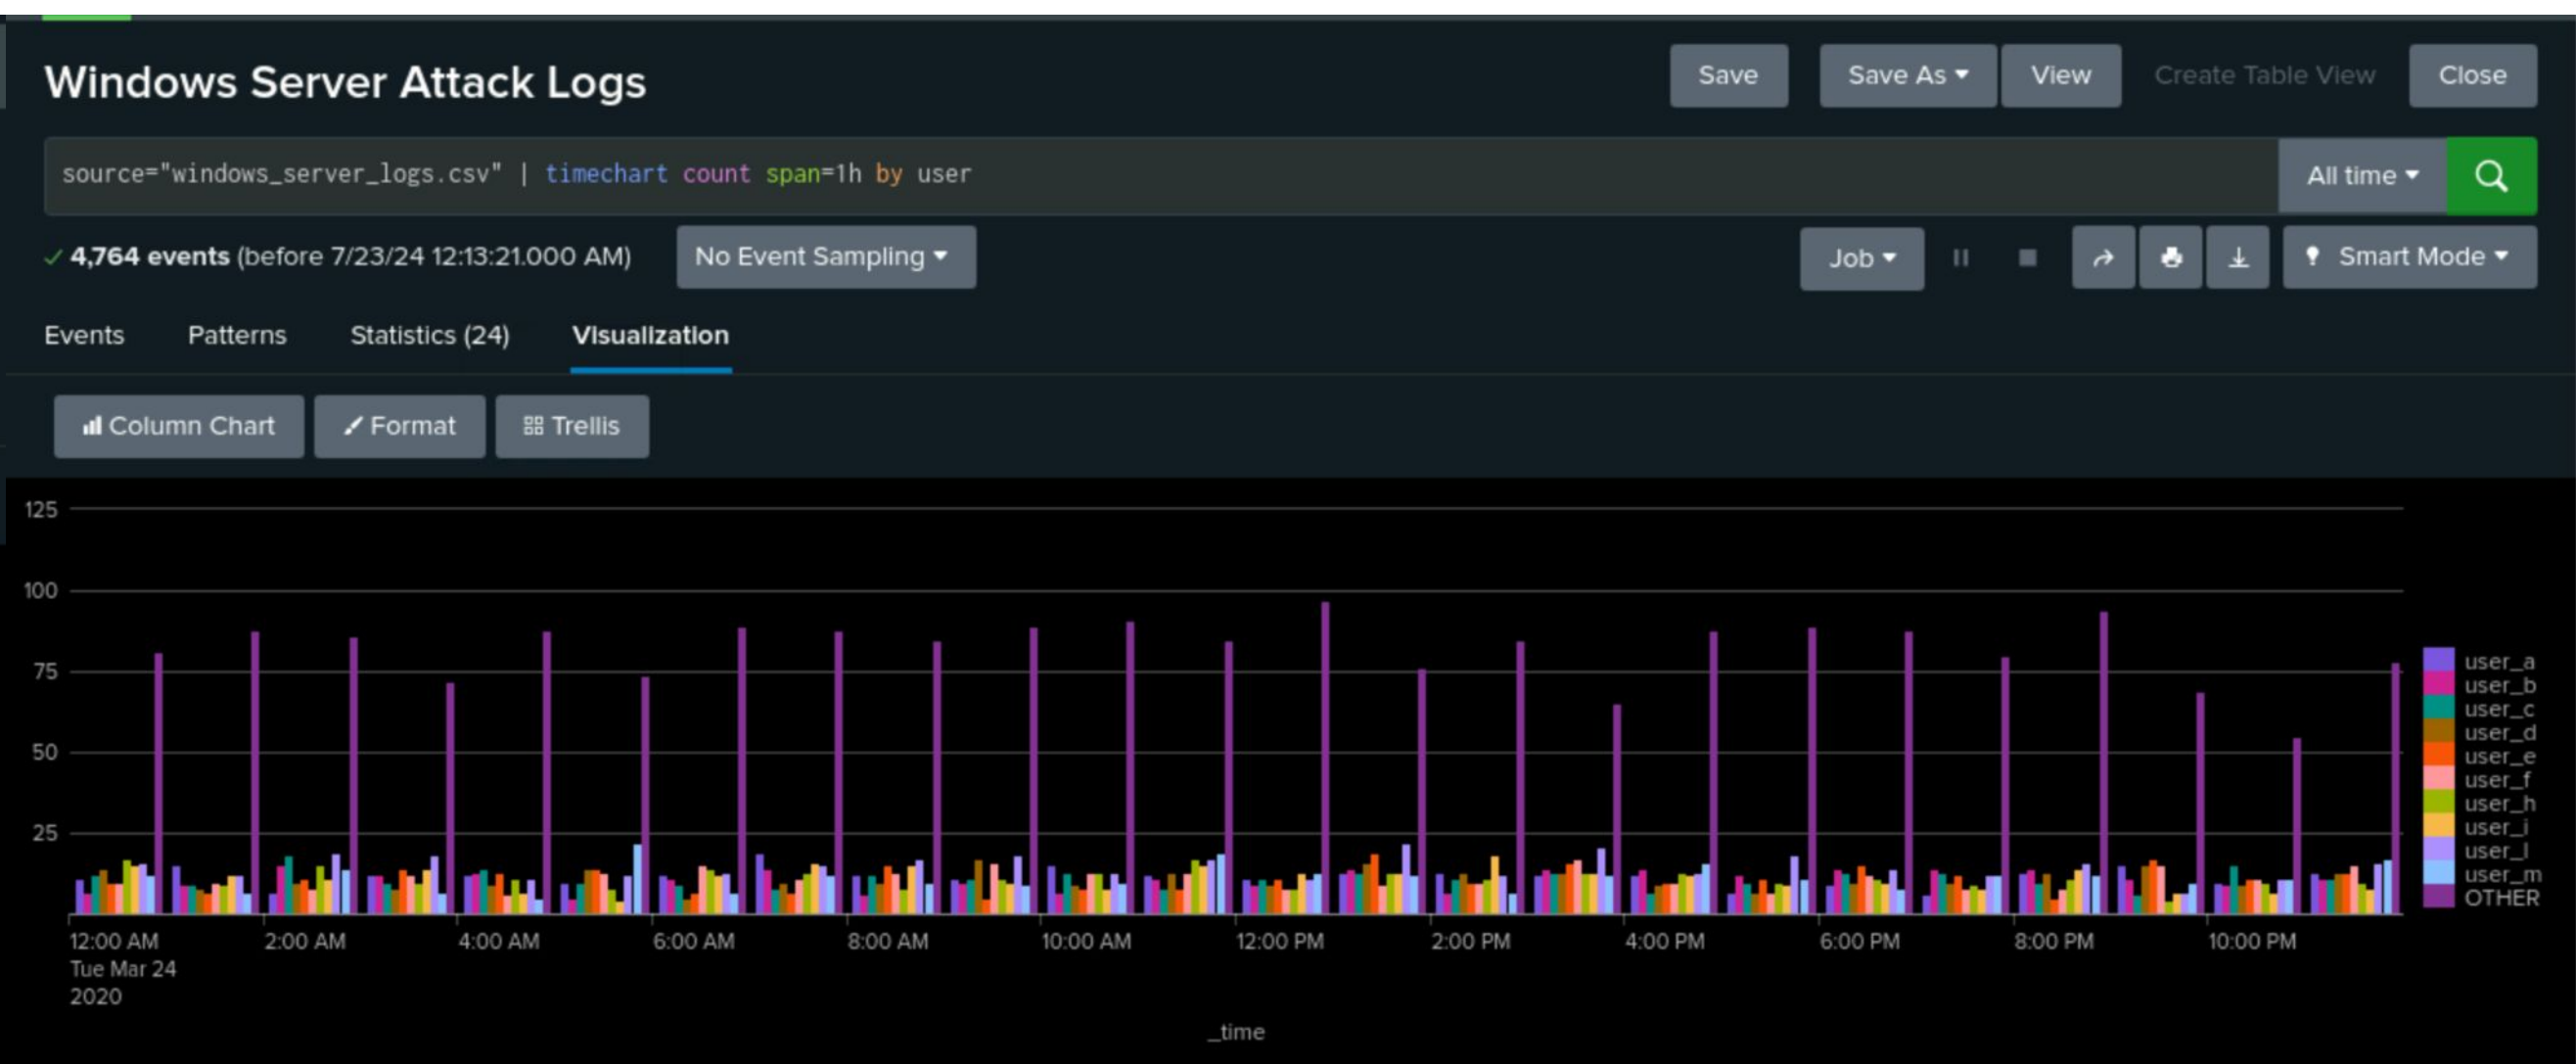 Windows Server Attack Logs
Save
Save As
View
Create Table View
Close
source="windows_server_logs.csv" | timechart count span=1h by user
All time
4,764 events (before 7/23/24 12:13:21.000 AM)
No Event Sampling
Job
Smart Mode
Events
Patterns
Statistics (24)
Visualization
Column Chart
Format
Trellis
125
100
75
50
25
user_a
user_b
user_c
user_d
user_e
user_f
user_h
user_i
user_l
user_m
OTHER
12:00 AM
Tue Mar 24
2020
2:00 AM
4:00 AM
6:00 AM
8:00 AM
10:00 AM
12:00 PM
2:00 PM
4:00 PM
6:00 PM
8:00 PM
10:00 PM
_time